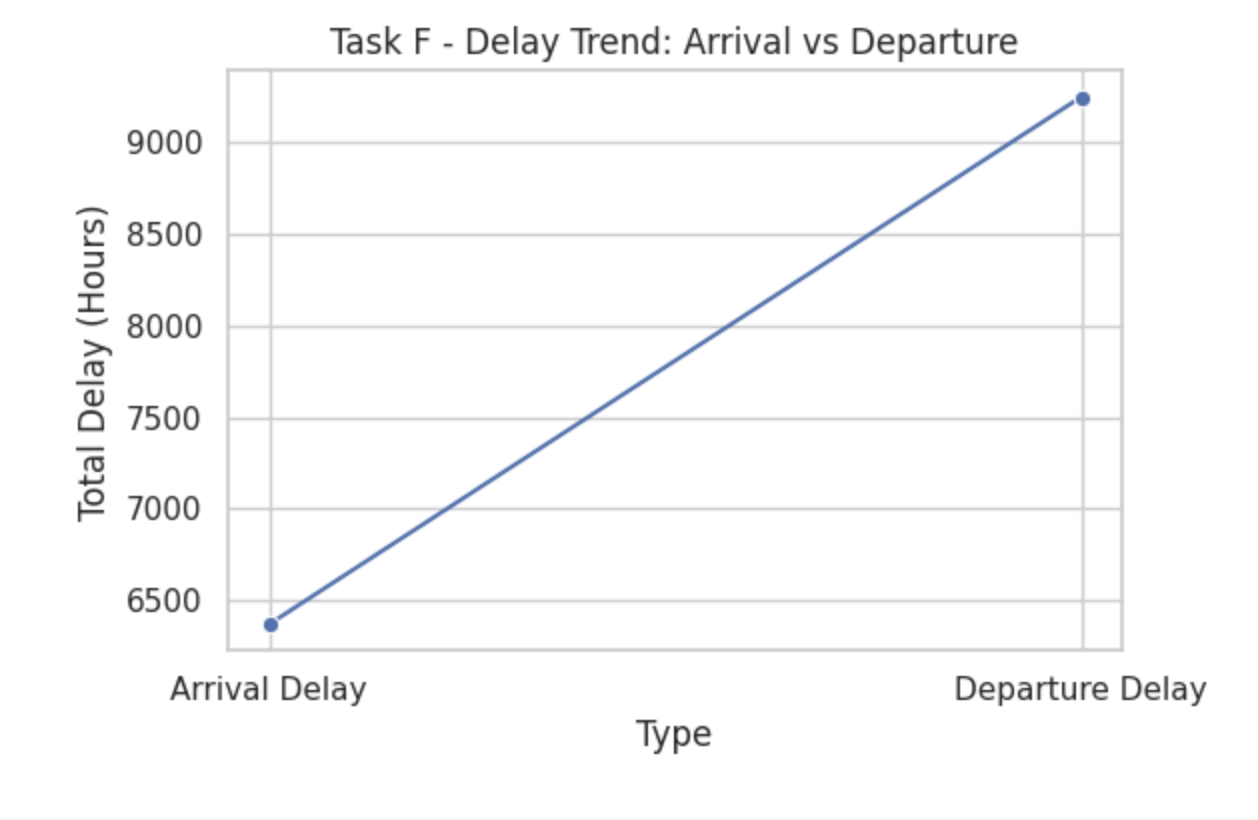 Task F - Delay Trend: Arrival vs Departure
Total Delay (Hours)
9000
8500
8000
7500
7000
6500
Arrival Delay Departure Delay
Type